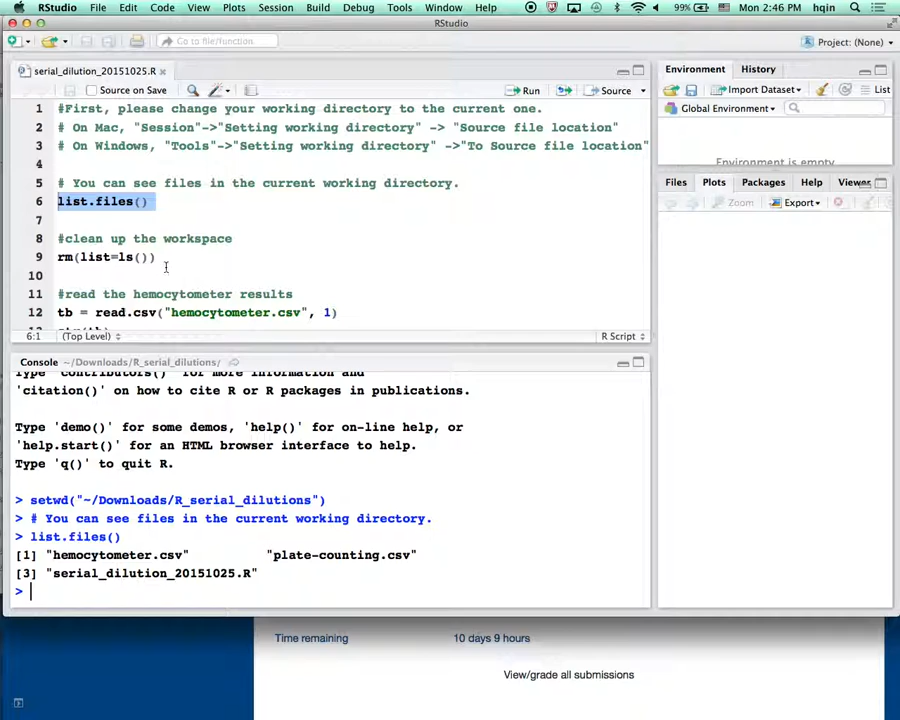 RStudio File Edit Code View Plots Session Build Debug Tools Window Help 99% Mon 2:46 PM hqin
RStudio
Go to file/function Project: (None)
serial_dilution_20151025.R
Source on Save Run Source
1 #First, please change your working directory to the current one.
2 # On Mac, "Session"->"Setting working directory" -> "Source file location"
3 # On Windows, "Tools"->"Setting working directory" ->"To Source file location"
4
5 # You can see files in the current working directory.
6 list.files()
7
8 #clean up the workspace
9 rm(list=ls())
10
11 #read the hemocytometer results
12 tb = read.csv("hemocytometer.csv", 1)
6:1 (Top Level) R Script
Console ~/Downloads/R_serial_dilutions/
Type 'contributors()' for more information and
'citation()' on how to cite R or R packages in publications.
Type 'demo()' for some demos, 'help()' for on-line help, or
'help.start()' for an HTML browser interface to help.
Type 'q()' to quit R.
> setwd("~/Downloads/R_serial_dilutions")
> # You can see files in the current working directory.
> list.files()
[1] "hemocytometer.csv" "plate-counting.csv"
[3] "serial_dilution_20151025.R"
>
Environment History
Import Dataset List
Global Environment
Environment is empty
Files Plots Packages Help Viewer
Zoom Export
Time remaining 10 days 9 hours
View/grade all submissions